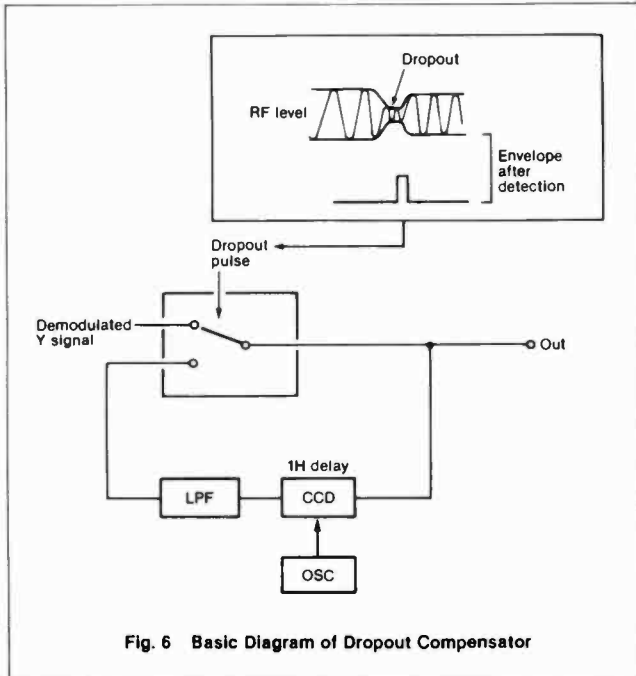 Dropout
RF level
Envelope
after
detection
Dropout
pulse
Demodulated
Y signal
Out
1H delay
LPF
CCD
OSC
Fig. 6 Basic Diagram of Dropout Compensator